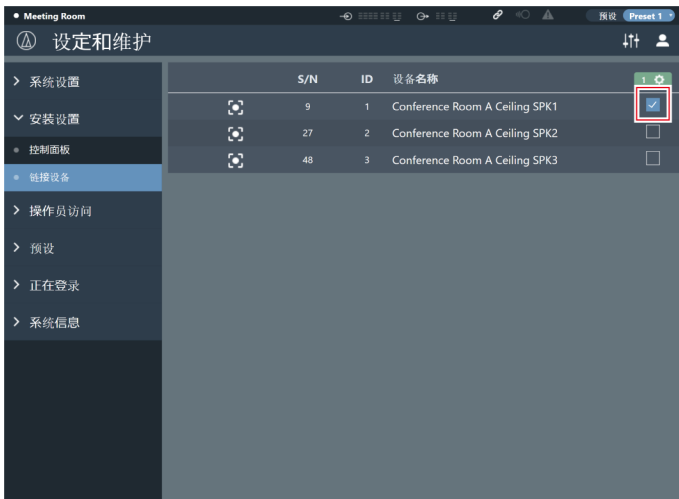 Meeting Room 预设 Preset 1
设定和维护
系统设置
安装设置
控制面板
链接设备
操作员访问
预设
正在登录
系统信息
S/N ID 设备名称 1
9 1 Conference Room A Ceiling SPK1
27 2 Conference Room A Ceiling SPK2
48 3 Conference Room A Ceiling SPK3